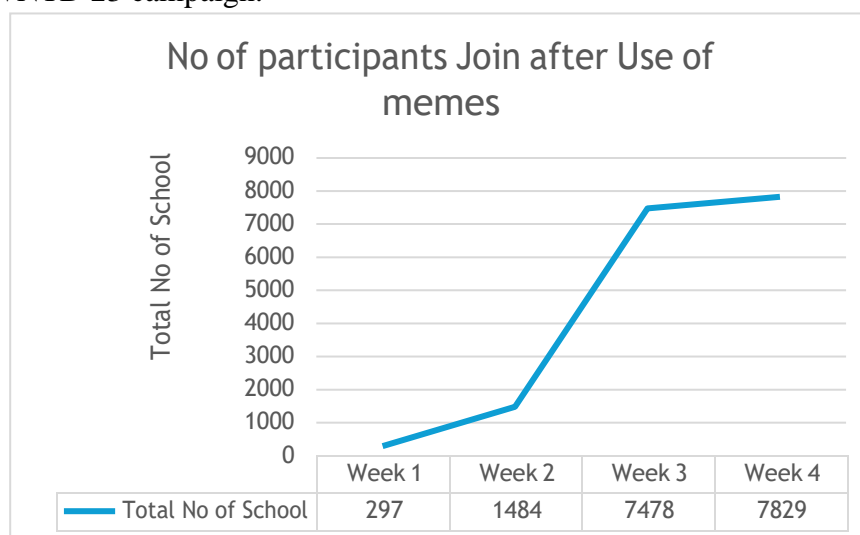 No of participants Join after Use of
memes
Total No of School
9000
8000
7000
6000
5000
4000
3000
2000
1000
0
Week 1 Week 2 Week 3 Week 4
Total No of School 297 1484 7478 7829